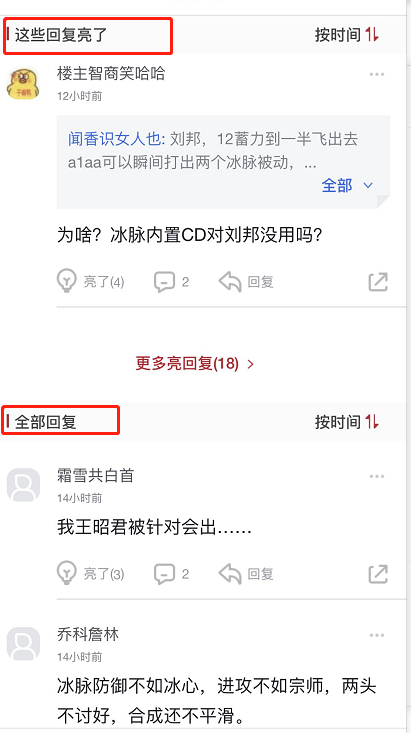 这些回复亮了
按时间
楼主智商笑哈哈
12小时前
闻香识女人也: 刘邦，12蓄力到一半飞出去
a1aa可以瞬间打出两个冰脉被动，...
全部
为啥？冰脉内置CD对刘邦没用吗？
亮了(4) 2 回复
更多亮回复(18)
全部回复
按时间
霜雪共白首
14小时前
我王昭君被针对会出……
亮了(3) 2 回复
乔科詹林
14小时前
冰脉防御不如冰心，进攻不如宗师，两头
不讨好，合成还不平滑。